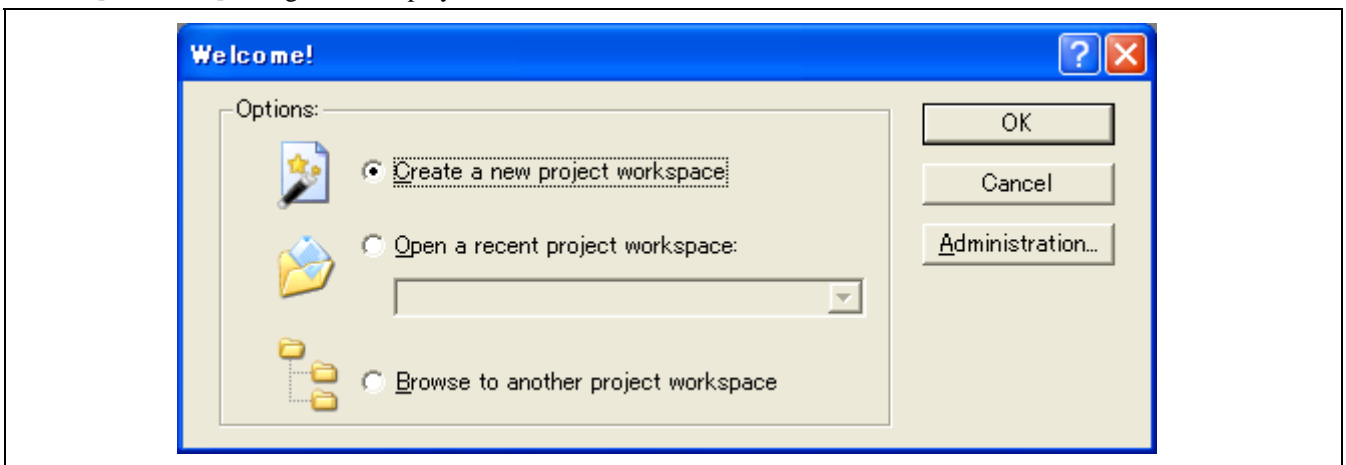 Welcome!
Options:
Create a new project workspace
Open a recent project workspace:
Browse to another project workspace
OK
Cancel
Administration...